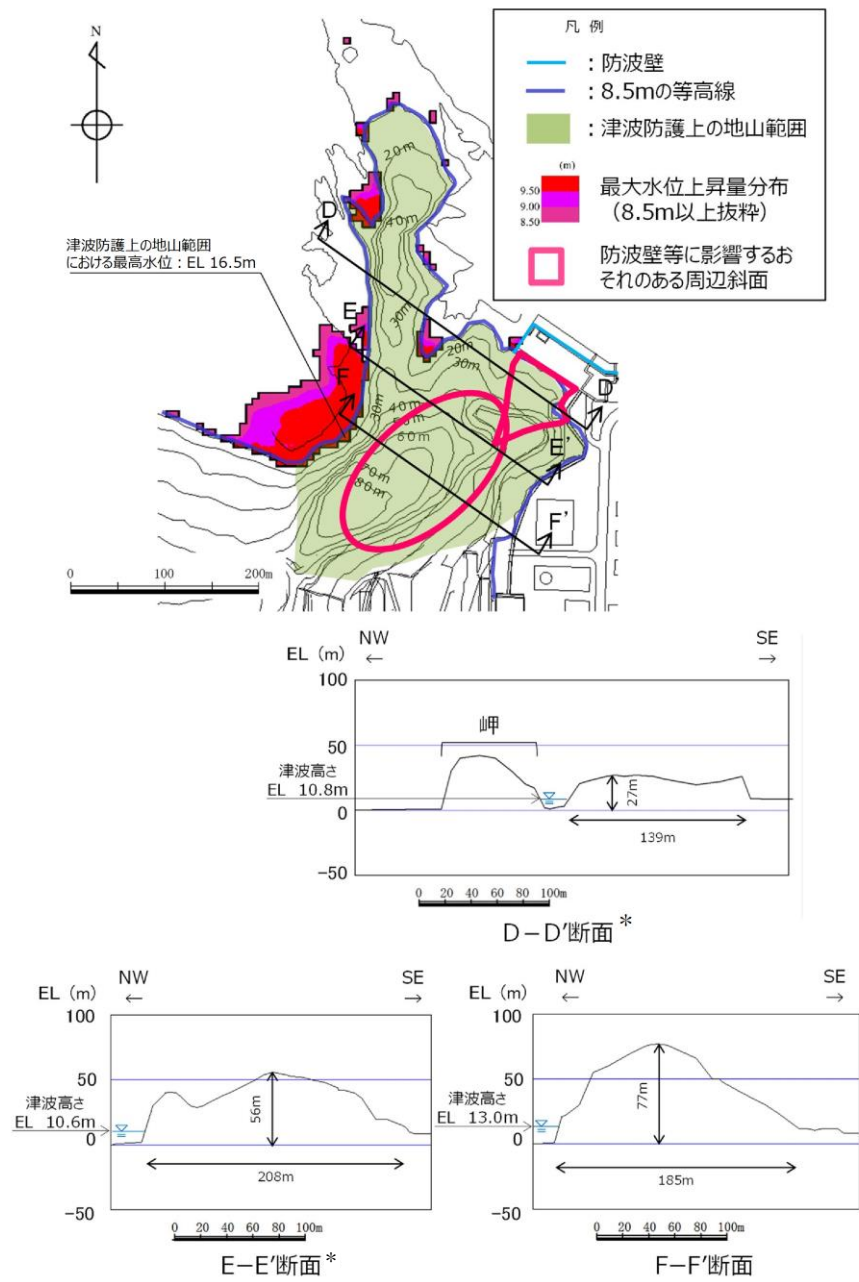 N
凡 例
：防波壁
：8.5mの等高線
：津波防護上の地山範囲
(m)
9.50
9.00
8.50
最大水位上昇量分布
（8.5m以上抜粋）
防波壁等に影響するお
それのある周辺斜面
津波防護上の地山範囲
における最高水位：EL 16.5m
20m
40m
30m
20m
30m
30m
40m
60m
70m
80m
D
E
F
D
E'
F'
0 100 200m
NW
←
SE
→
EL (m)
100
50
0
-50
岬
津波高さ
EL 10.8m
27m
139m
0 20 40 60 80 100m
D－D'断面*
NW
←
SE
→
EL (m)
100
50
0
-50
津波高さ
EL 10.6m
56m
208m
0 20 40 60 80 100m
E－E'断面*
NW
←
SE
→
EL (m)
100
50
0
-50
津波高さ
EL 13.0m
77m
185m
0 20 40 60 80 100m
F－F'断面